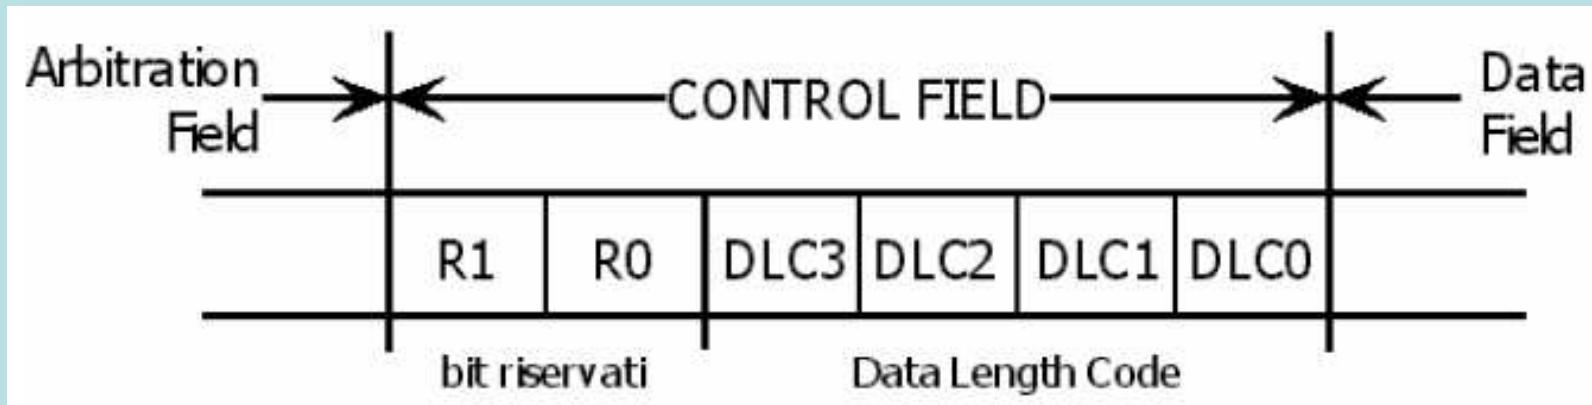 Arbitration
Field
CONTROL FIELD
Data
Field
R1 R0 DLC3 DLC2 DLC1 DLC0
bit riservati Data Length Code